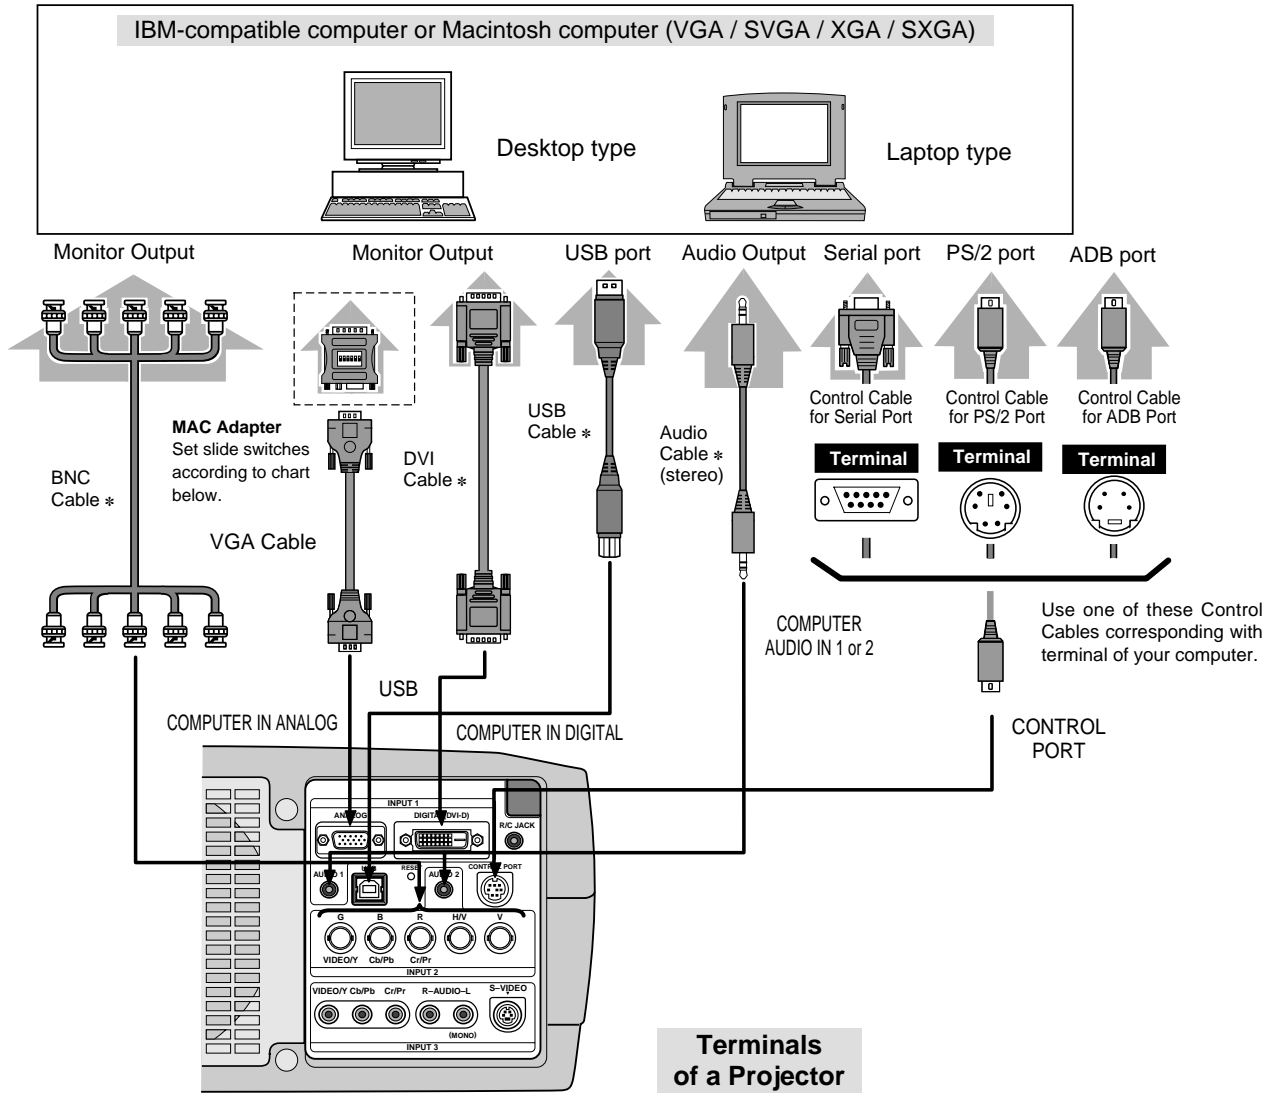 IBM-compatible computer or Macintosh computer (VGA / SVGA / XGA / SXGA)
Desktop type
Laptop type
Monitor Output
Monitor Output
USB port
Audio Output
Serial port
PS/2 port
ADB port
Control Cable
for Serial Port
Control Cable
for PS/2 Port
Control Cable
for ADB Port
MAC Adapter
Set slide switches
according to chart
below.
BNC
Cable *
VGA Cable
DVI
Cable *
USB
Cable *
Audio
Cable *
(stereo)
Terminal
Terminal
Terminal
COMPUTER
AUDIO IN 1 or 2
Use one of these Control
Cables corresponding with
terminal of your computer.
USB
COMPUTER IN ANALOG
COMPUTER IN DIGITAL
CONTROL
PORT
INPUT 1
ANALOG
DIGITAL (DVI-D)
R/C JACK
AUDIO 1
USB
RESET
AUDIO 2
CONTROL PORT
G
B
R
H/V
V
VIDEO/Y
Cb/Pb
Cr/Pr
INPUT 2
VIDEO/Y Cb/Pb
Cr/Pr
R–AUDIO–L
S–VIDEO
(MONO)
INPUT 3
Terminals
of a Projector